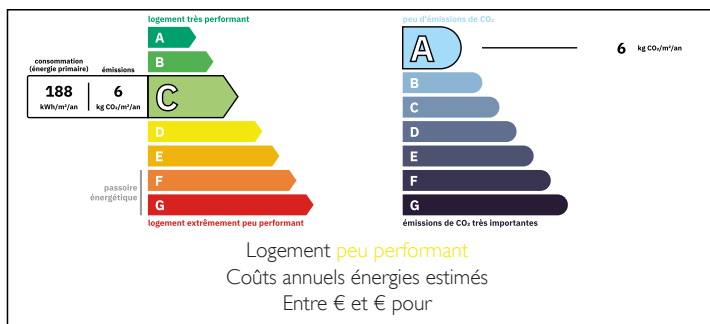 logement très performant
A
B
consommation
(énergie primaire)
émissions
188
kWh/m²/an
6
kg CO₂/m²/an
C
D
E
F
G
passoire
énergétique
logement extrêmement peu performant
peu d'émissions de CO₂
A
6 kg CO₂/m²/an
B
C
D
E
F
G
émissions de CO₂ très importantes
Logement peu performant
Coûts annuels énergies estimés
Entre € et € pour